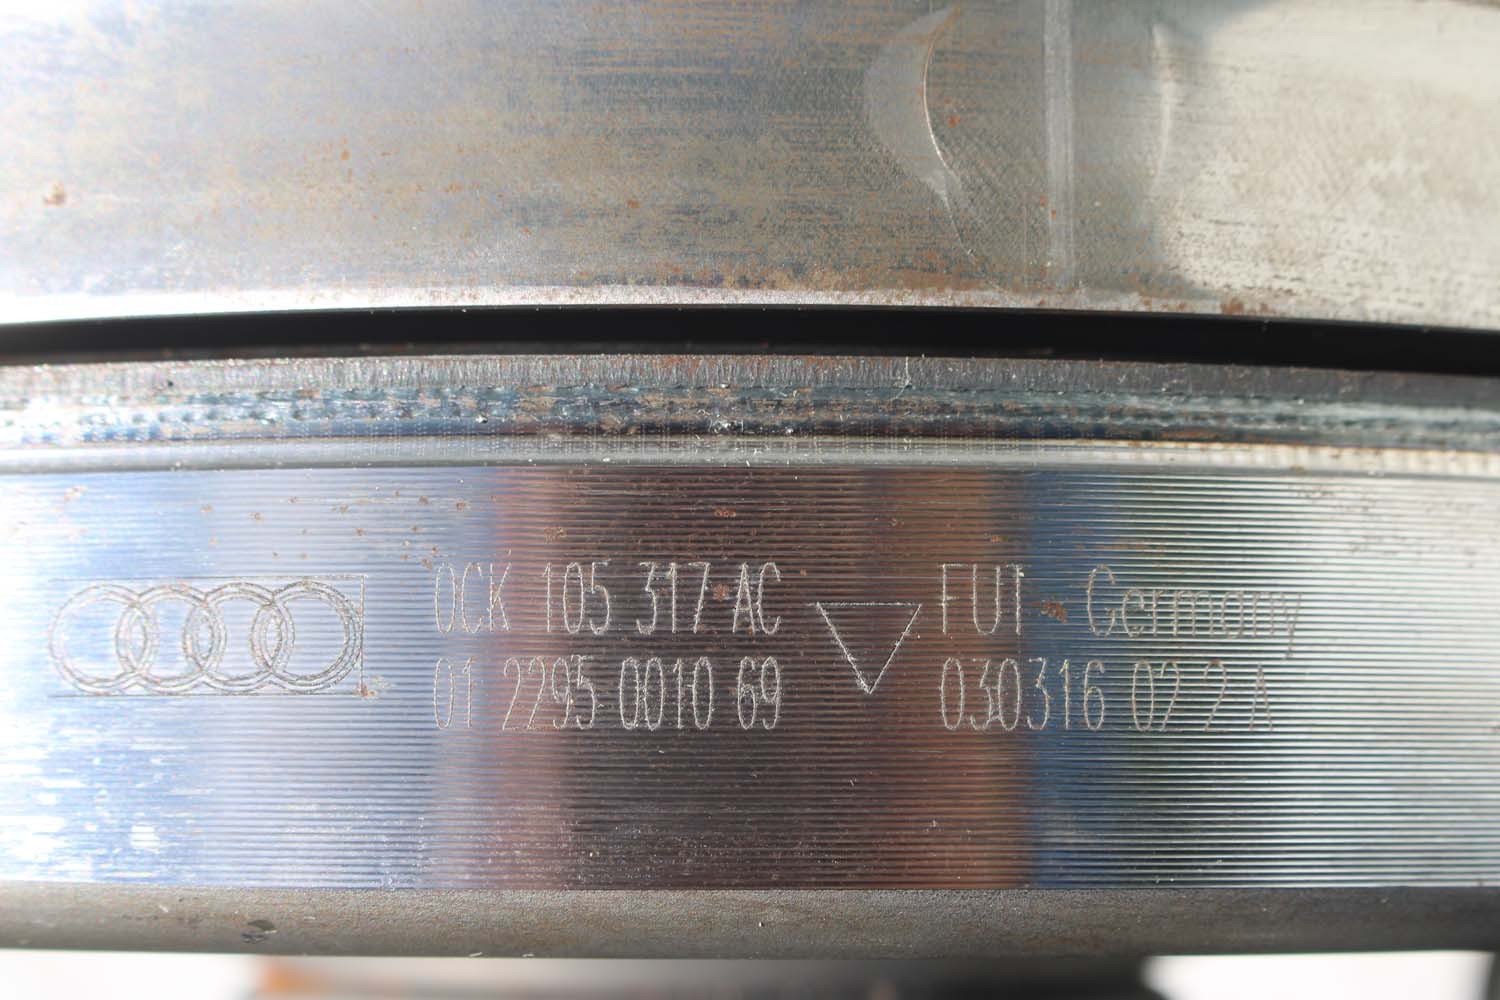 0CK 105 317 AC
01 2295 0010 69
FUT - Germany
030316 02 2 A